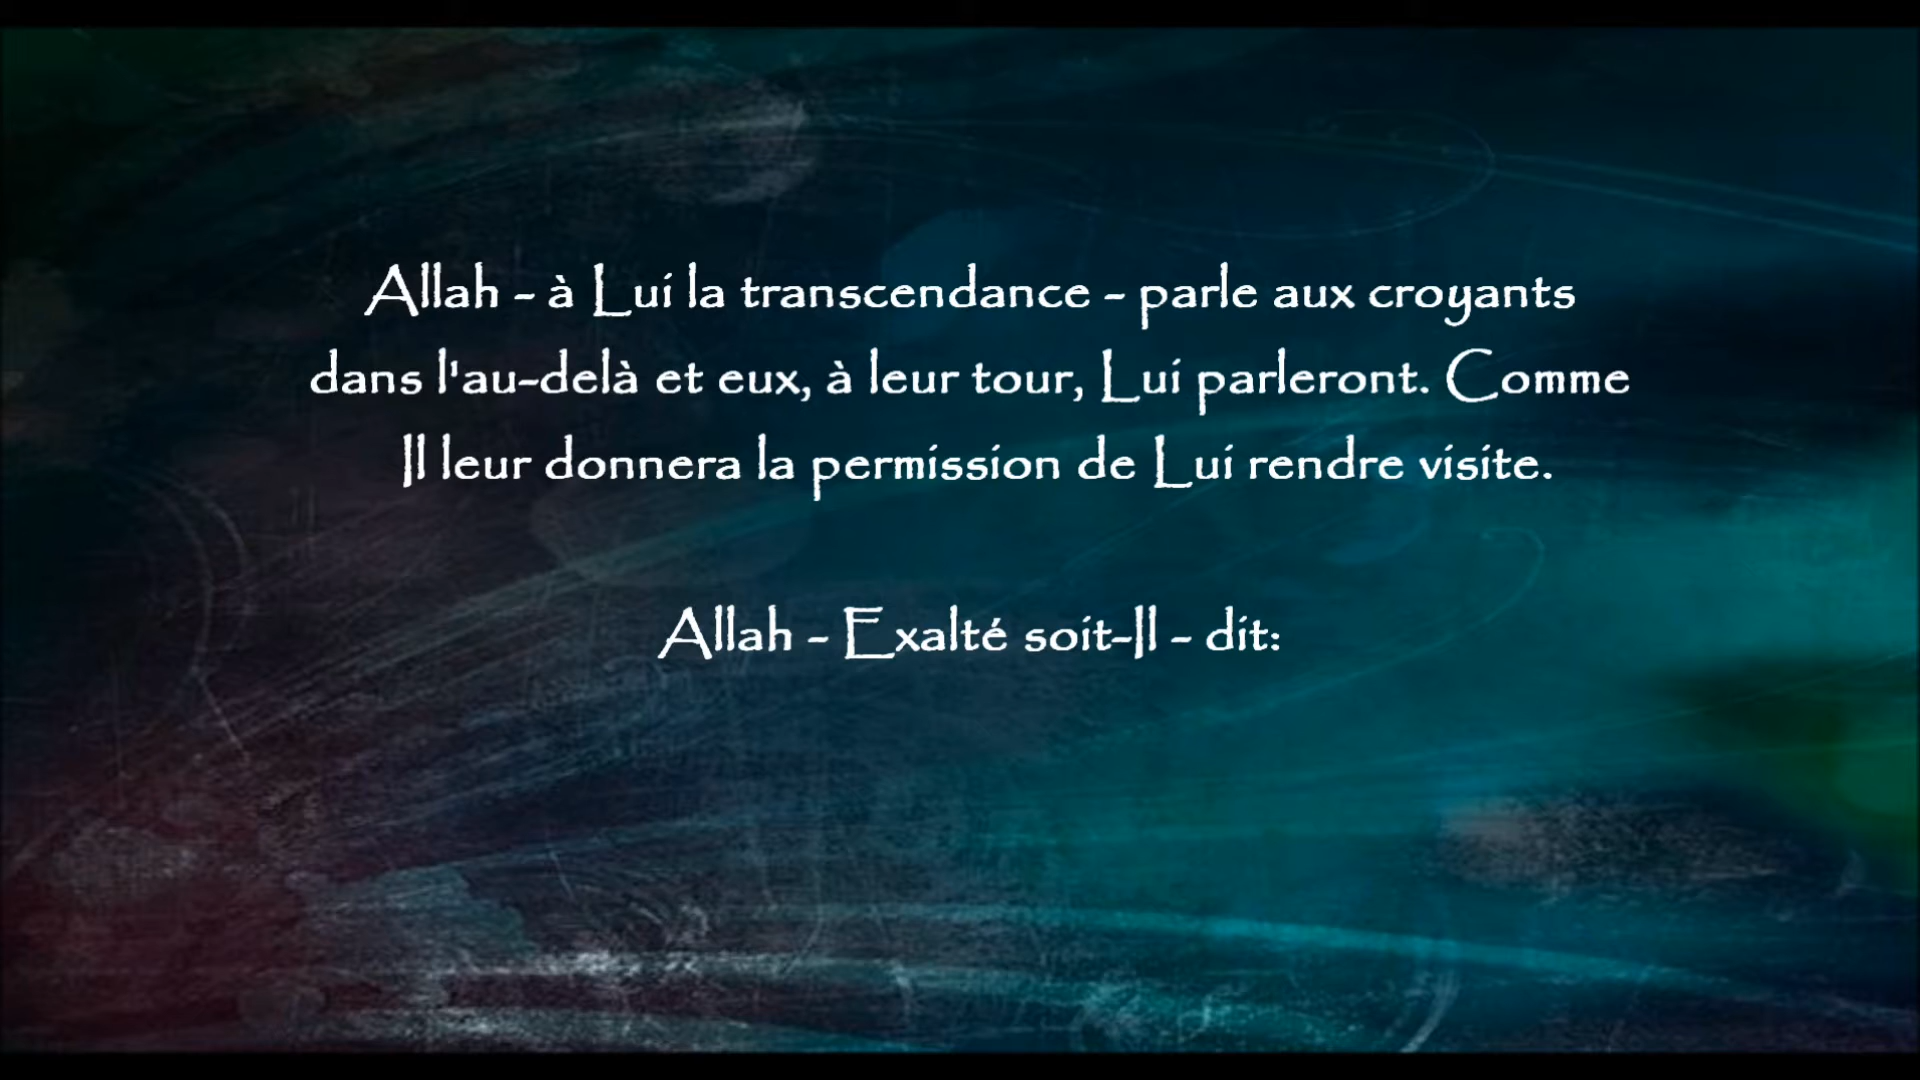 Allah - à Lui la transcendance - parle aux croyants
dans l'au-delà et eux, à leur tour, Lui parleront. Comme
Il leur donnera la permission de Lui rendre visite.
Allah - Exalté soit-Il - dit: